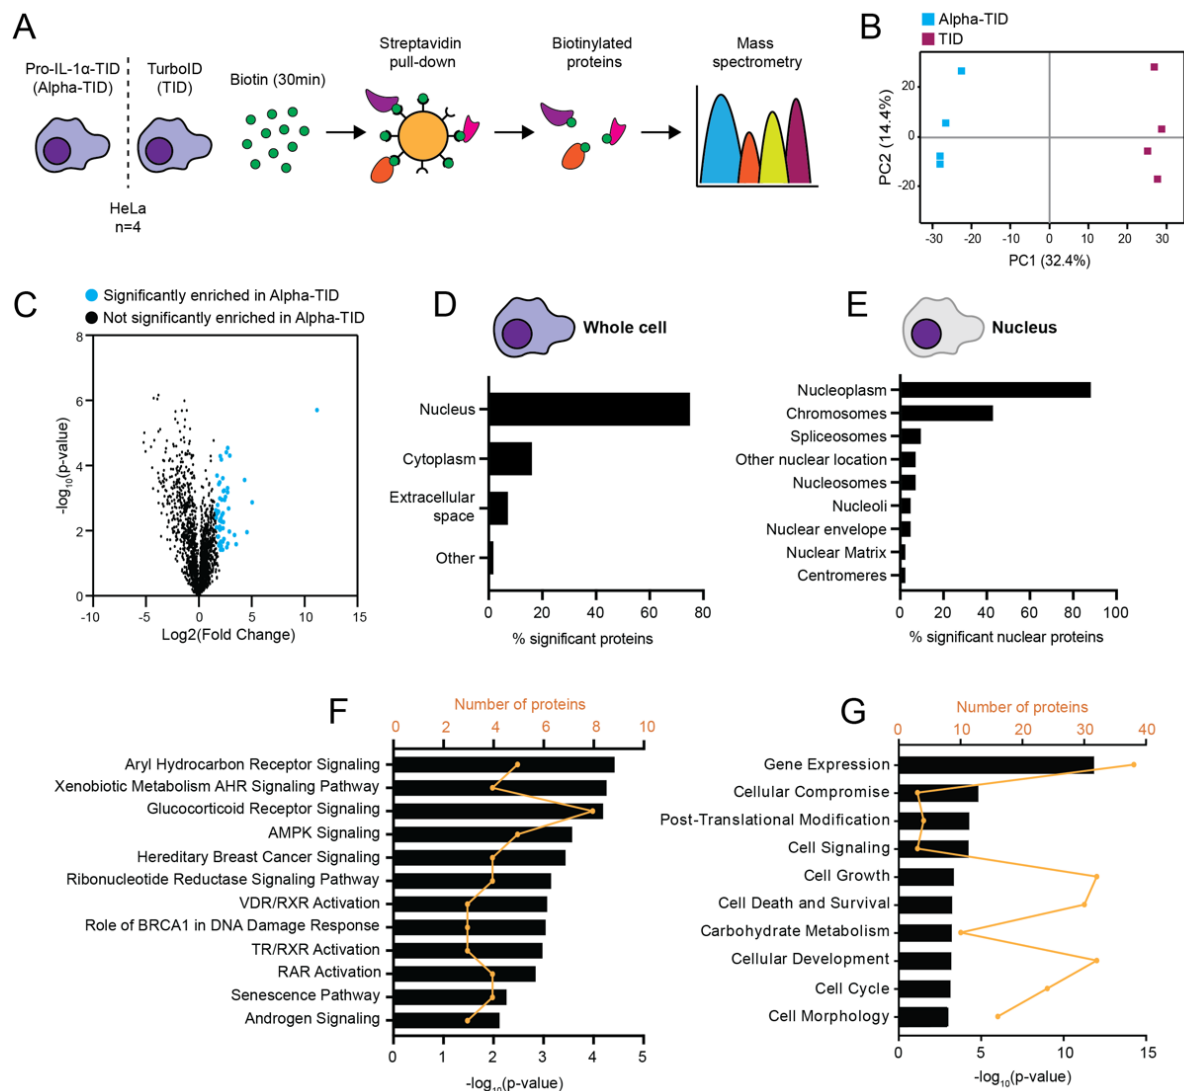 A
Pro-IL-1α-TID
(Alpha-TID)
TurboID
(TID)
HeLa
n=4
Biotin (30min)
Streptavidin
pull-down
Biotinylated
proteins
Mass
spectrometry
B
Alpha-TID
TID
20
0
-20
PC2 (14.4%)
-30 -20 -10 0 10 20 30
PC1 (32.4%)
C
Significantly enriched in Alpha-TID
Not significantly enriched in Alpha-TID
8
6
4
2
0
-log10(p-value)
-10 -5 0 5 10 15
Log2(Fold Change)
D
Whole cell
Nucleus
Cytoplasm
Extracellular
space
Other
0 20 40 60 80
% significant proteins
E
Nucleus
Nucleoplasm
Chromosomes
Spliceosomes
Other nuclear location
Nucleosomes
Nucleoli
Nuclear envelope
Nuclear Matrix
Centromeres
0 20 40 60 80 100
% significant nuclear proteins
F
Number of proteins
0 2 4 6 8 10
Aryl Hydrocarbon Receptor Signaling
Xenobiotic Metabolism AHR Signaling Pathway
Glucocorticoid Receptor Signaling
AMPK Signaling
Hereditary Breast Cancer Signaling
Ribonucleotide Reductase Signaling Pathway
VDR/RXR Activation
Role of BRCA1 in DNA Damage Response
TR/RXR Activation
RAR Activation
Senescence Pathway
Androgen Signaling
0 1 2 3 4 5
-log10(p-value)
G
Number of proteins
0 10 20 30 40
Gene Expression
Cellular Compromise
Post-Translational Modification
Cell Signaling
Cell Growth
Cell Death and Survival
Carbohydrate Metabolism
Cellular Development
Cell Cycle
Cell Morphology
0 5 10 15
-log10(p-value)